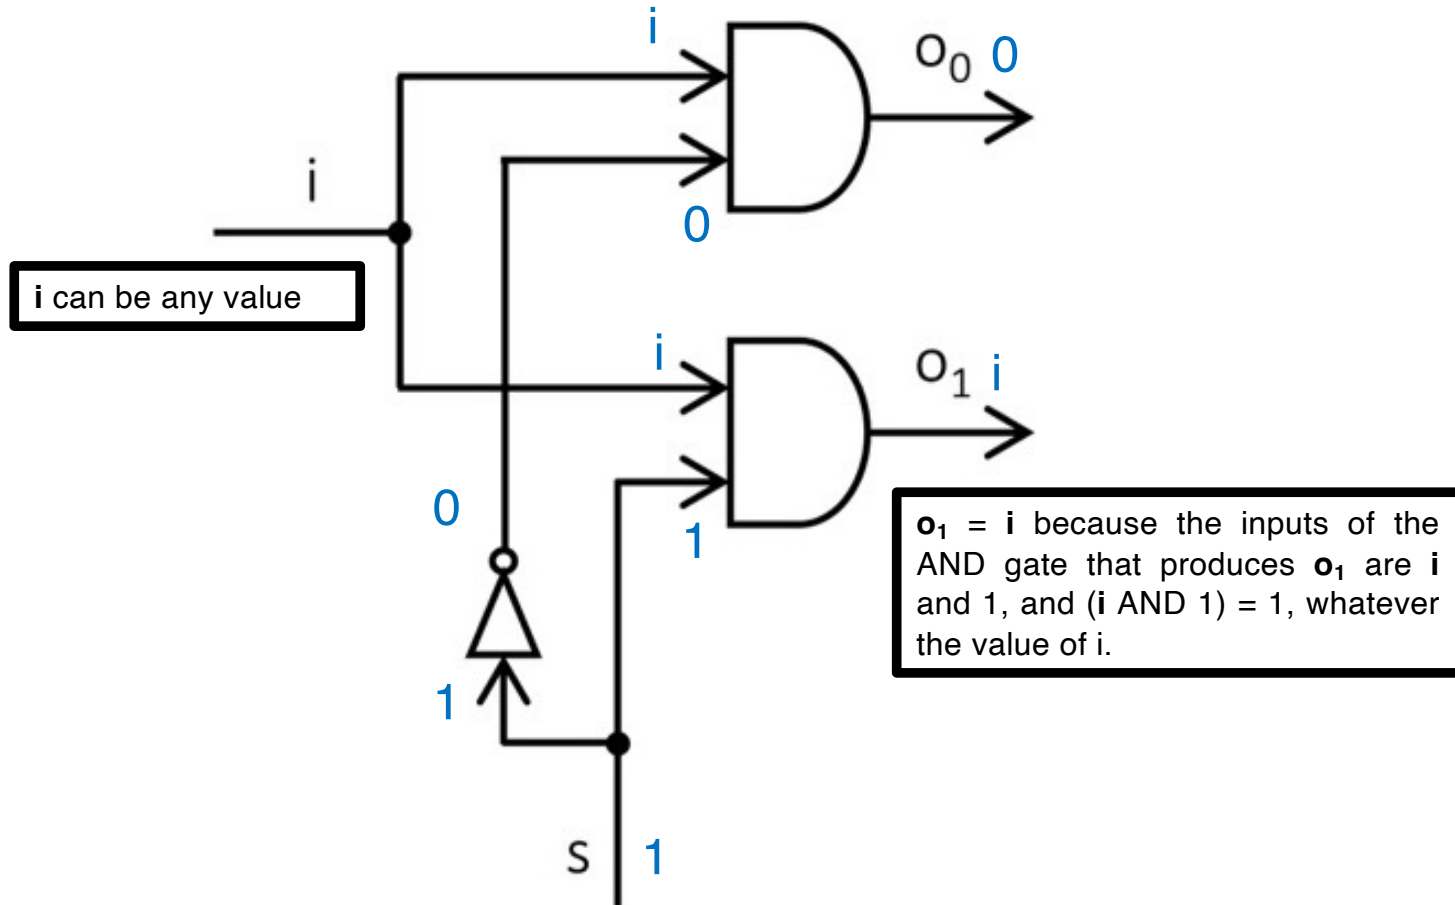 i
o₀ 0
i
0
i can be any value
i
o₁ i
0
1
o₁ = i because the inputs of the
AND gate that produces o₁ are i
and 1, and (i AND 1) = 1, whatever
the value of i.
1
s 1